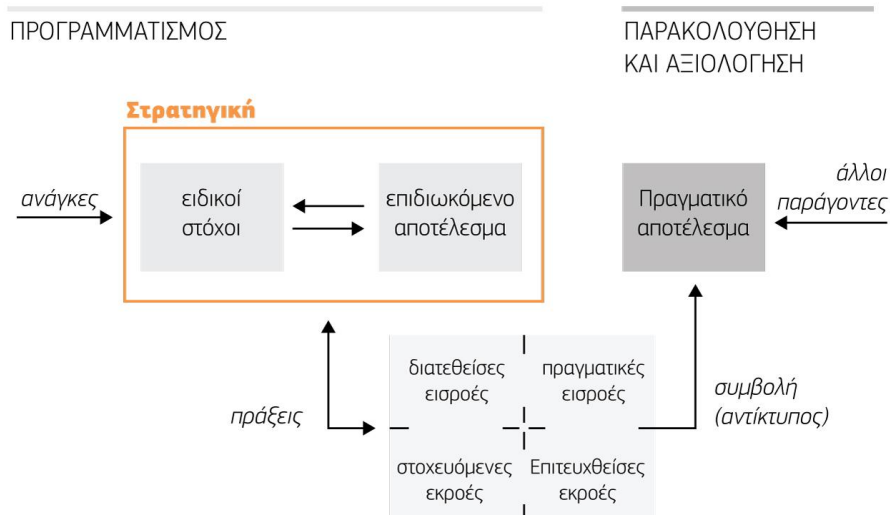 ΠΡΟΓΡΑΜΜΑΤΙΣΜΟΣ
ΠΑΡΑΚΟΛΟΥΘΗΣΗ
ΚΑΙ ΑΞΙΟΛΟΓΗΣΗ
Στρατηγική
ανάγκες
ειδικοί
στόχοι
επιδιωκόμενο
αποτέλεσμα
Πραγματικό
αποτέλεσμα
άλλοι
παράγοντες
πράξεις
διατεθείσες
εισροές
πραγματικές
εισροές
στοχευόμενες
εκροές
Επιτευχθείσες
εκροές
συμβολή
(αντίκτυπος)